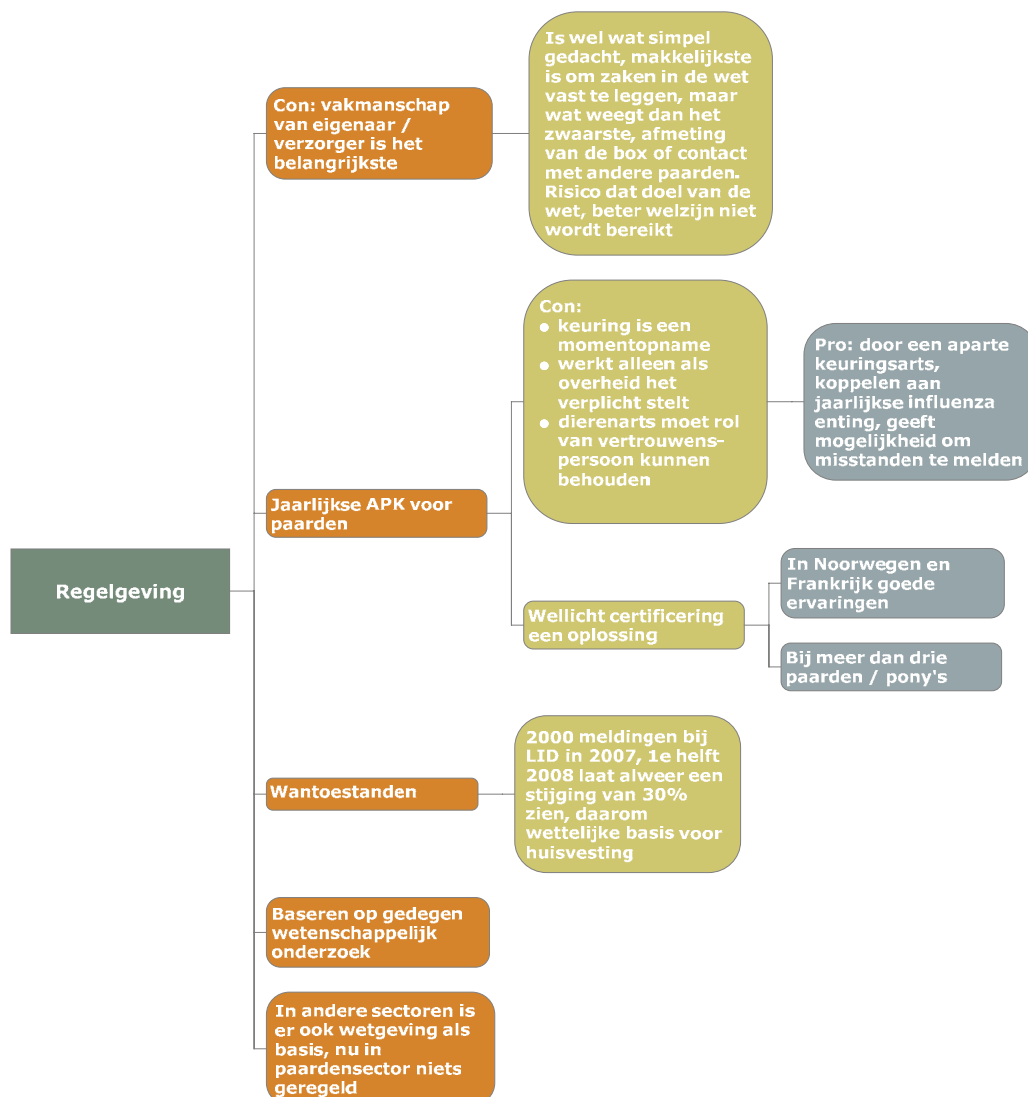 Regelgeving
Con: vakmanschap
van eigenaar /
verzorger is het
belangrijkste
Is wel wat simpel
gedacht, makkelijkste
is om zaken in de wet
vast te leggen, maar
wat weegt dan het
zwaarste, afmeting
van de box of contact
met andere paarden.
Risico dat doel van de
wet, beter welzijn niet
wordt bereikt
Jaarlijkse APK voor
paarden
Con:
● keuring is een
momentopname
● werkt alleen als
overheid het
verplicht stelt
● dierenarts moet rol
van vertrouwens-
persoon kunnen
behouden
Pro: door een aparte
keuringsarts,
koppelen aan
jaarlijkse influenza
enting, geeft
mogelijkheid om
misstanden te melden
Wellicht certificering
een oplossing
In Noorwegen en
Frankrijk goede
ervaringen
Bij meer dan drie
paarden / pony's
Wantoestanden
2000 meldingen bij
LID in 2007, 1e helft
2008 laat alweer een
stijging van 30%
zien, daarom
wettelijke basis voor
huisvesting
Baseren op gedegen
wetenschappelijk
onderzoek
In andere sectoren is
er ook wetgeving als
basis, nu in
paardensector niets
geregeld